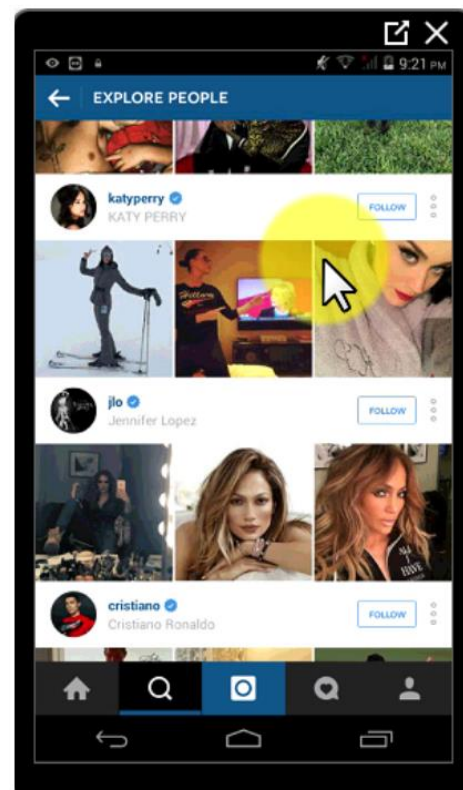 9:21 PM
EXPLORE PEOPLE
katyperry
KATY PERRY
FOLLOW
jlo
Jennifer Lopez
FOLLOW
cristiano
Cristiano Ronaldo
FOLLOW